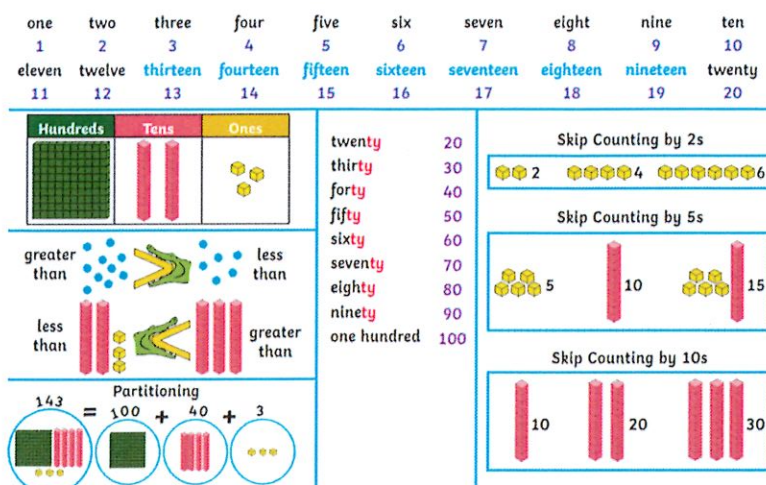 one two three four five six seven eight nine ten
1 2 3 4 5 6 7 8 9 10
eleven twelve thirteen fourteen fifteen sixteen seventeen eighteen nineteen twenty
11 12 13 14 15 16 17 18 19 20
Hundreds Tens Ones
greater than
less than
less than
greater than
Partitioning
143 = 100 + 40 + 3
twenty 20
thirty 30
forty 40
fifty 50
sixty 60
seventy 70
eighty 80
ninety 90
one hundred 100
Skip Counting by 2s
2 4 6
Skip Counting by 5s
5 10 15
Skip Counting by 10s
10 20 30